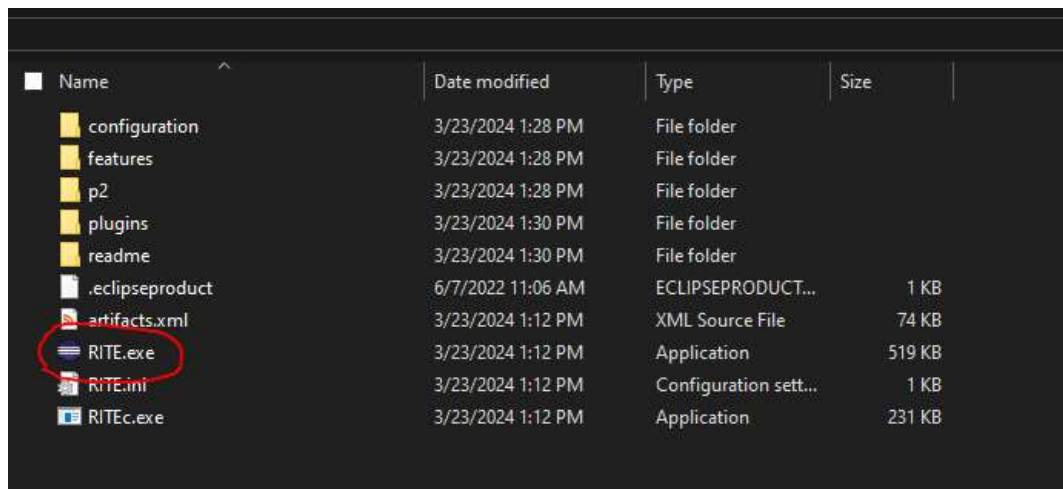 Name Date modified Type Size
configuration 3/23/2024 1:28 PM File folder
features 3/23/2024 1:28 PM File folder
p2 3/23/2024 1:28 PM File folder
plugins 3/23/2024 1:30 PM File folder
readme 3/23/2024 1:30 PM File folder
.eclipseproduct 6/7/2022 11:06 AM ECLIPSEPRODUCT... 1 KB
artifacts.xml 3/23/2024 1:12 PM XML Source File 74 KB
RITE.exe 3/23/2024 1:12 PM Application 519 KB
RITE.ini 3/23/2024 1:12 PM Configuration sett... 1 KB
RITEc.exe 3/23/2024 1:12 PM Application 231 KB